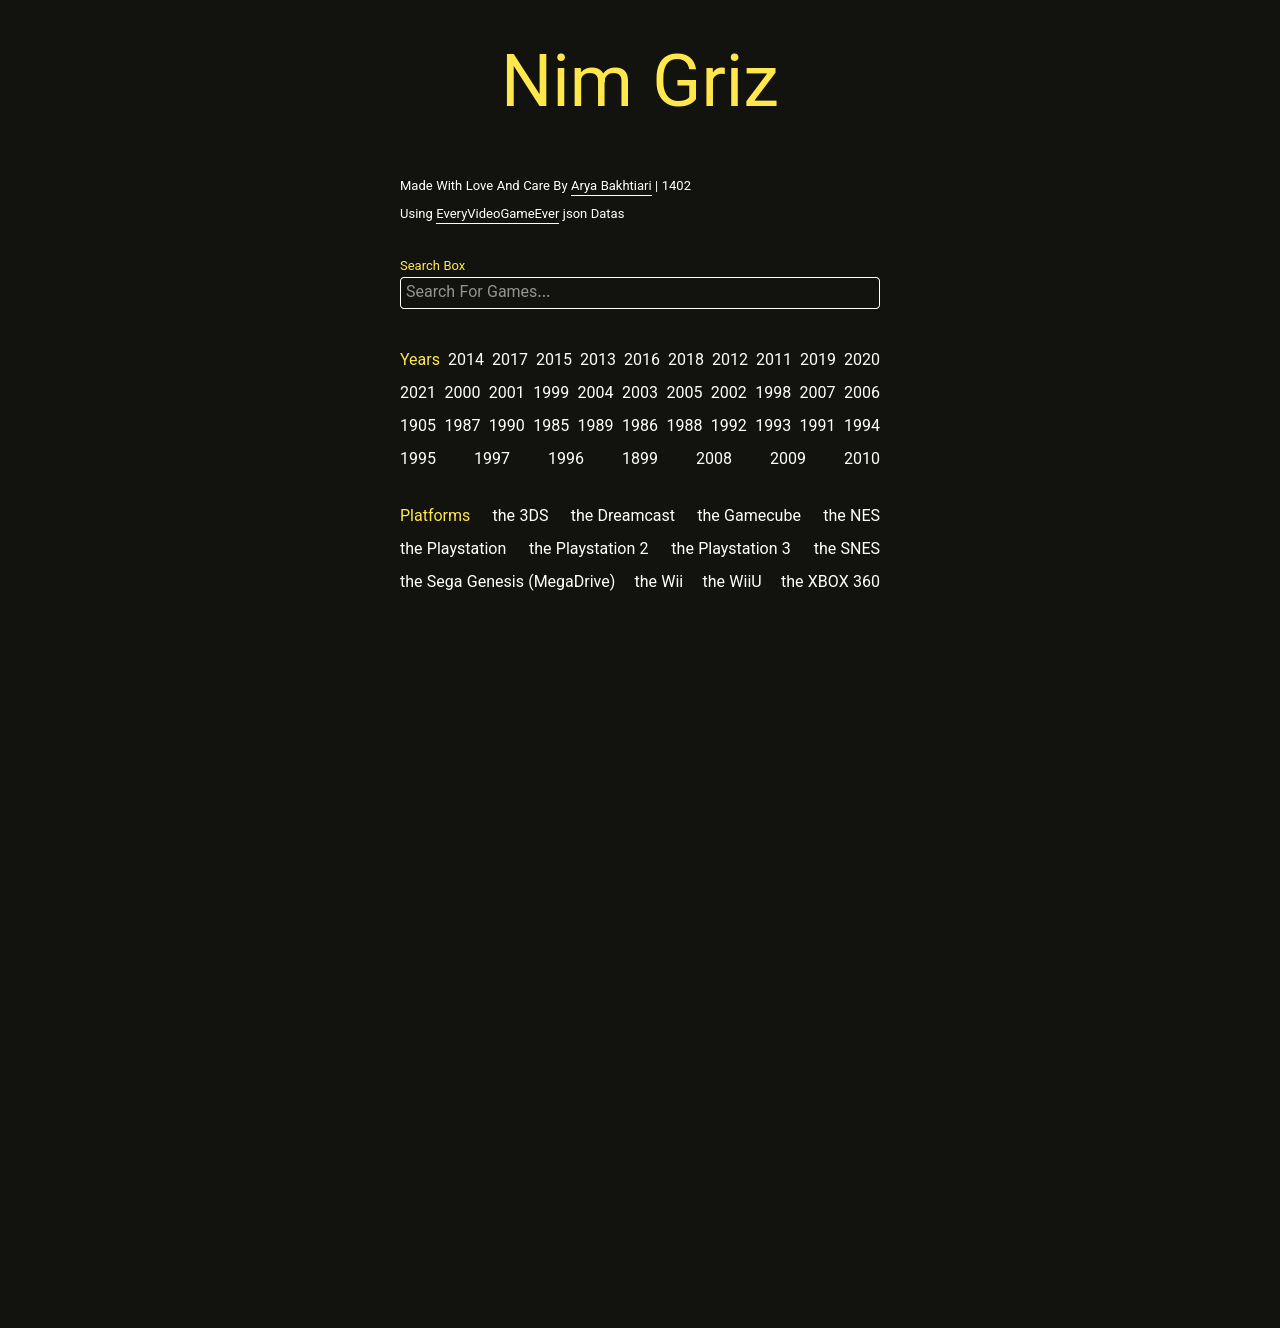 Nim Griz
Made With Love And Care By Arya Bakhtiari | 1402
Using EveryVideoGameEver json Datas
Search Box
Search For Games...
Years 2014 2017 2015 2013 2016 2018 2012 2011 2019 2020
2021 2000 2001 1999 2004 2003 2005 2002 1998 2007 2006
1905 1987 1990 1985 1989 1986 1988 1992 1993 1991 1994
1995 1997 1996 1899 2008 2009 2010
Platforms the 3DS the Dreamcast the Gamecube the NES
the Playstation the Playstation 2 the Playstation 3 the SNES
the Sega Genesis (MegaDrive) the Wii the WiiU the XBOX 360